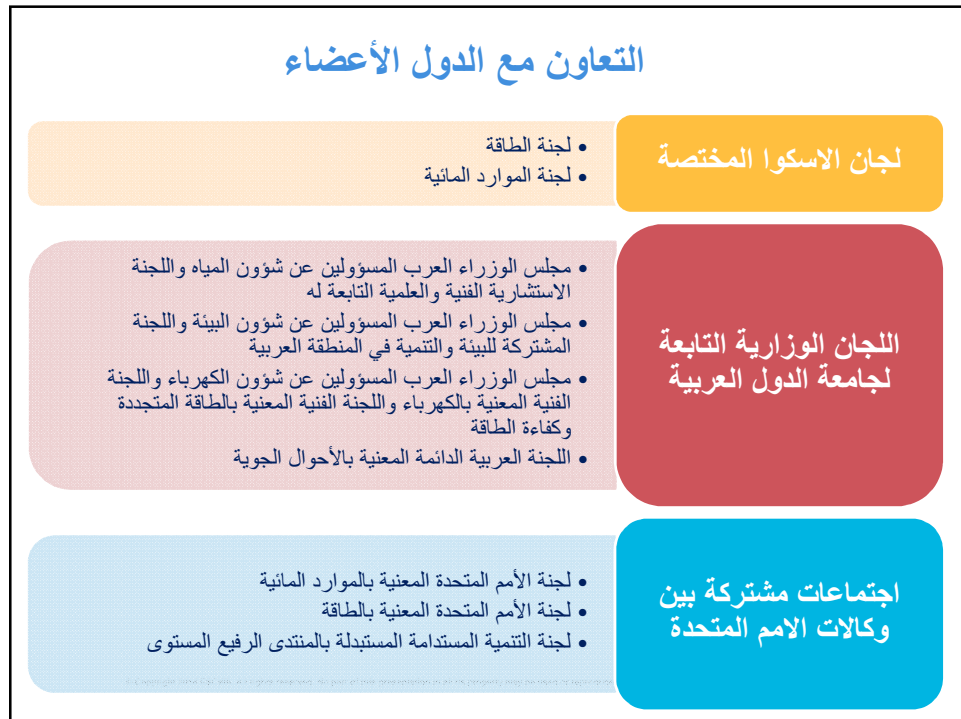 التعاون مع الدول الأعضاء
لجان الاسكوا المختصة
• لجنة الطاقة
• لجنة الموارد المائية
اللجان الوزارية التابعة
لجامعة الدول العربية
• مجلس الوزراء العرب المسؤولين عن شؤون المياه واللجنة
الاستشارية الفنية والعلمية التابعة له
• مجلس الوزراء العرب المسؤولين عن شؤون البيئة واللجنة
المشتركة للبيئة والتنمية في المنطقة العربية
• مجلس الوزراء العرب المسؤولين عن شؤون الكهرباء واللجنة
الفنية المعنية بالكهرباء واللجنة الفنية المعنية بالطاقة المتجددة
وكفاءة الطاقة
• اللجنة العربية الدائمة المعنية بالأحوال الجوية
اجتماعات مشتركة بين
وكالات الامم المتحدة
• لجنة الأمم المتحدة المعنية بالموارد المائية
• لجنة الأمم المتحدة المعنية بالطاقة
• لجنة التنمية المستدامة المستبدلة بالمنتدى الرفيع المستوى